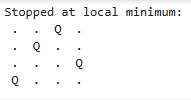 Stopped at local minimum:
. . Q .
. Q . .
. . . Q
Q . . .